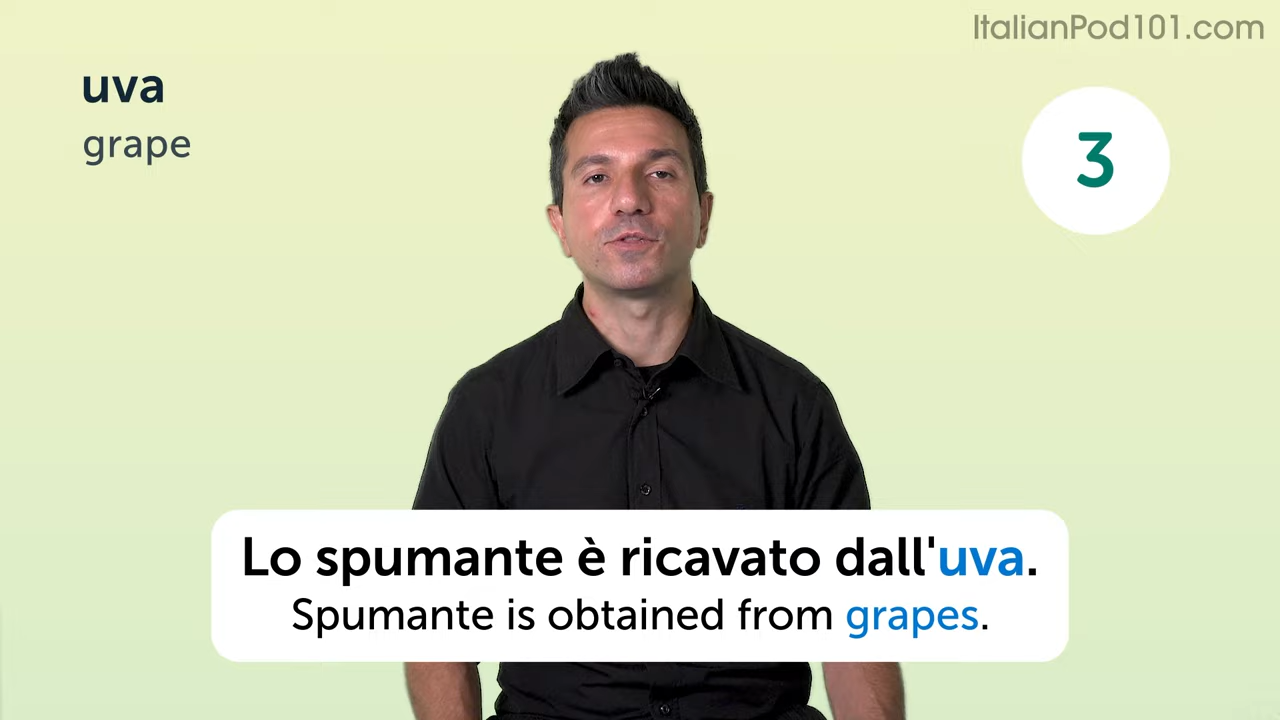 ItalianPod101.com
uva
grape
3
Lo spumante è ricavato dall'uva.
Spumante is obtained from grapes.